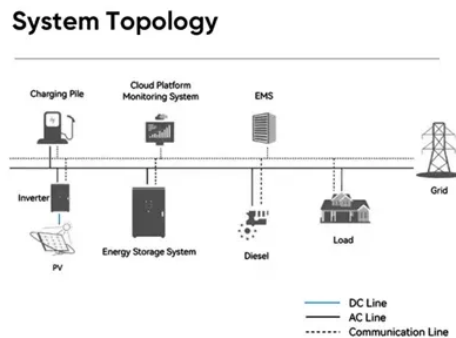 System Topology
Charging Pile
Cloud Platform
Monitoring System
EMS
Grid
Inverter
PV
Energy Storage System
Diesel
Load
DC Line
AC Line
Communication Line